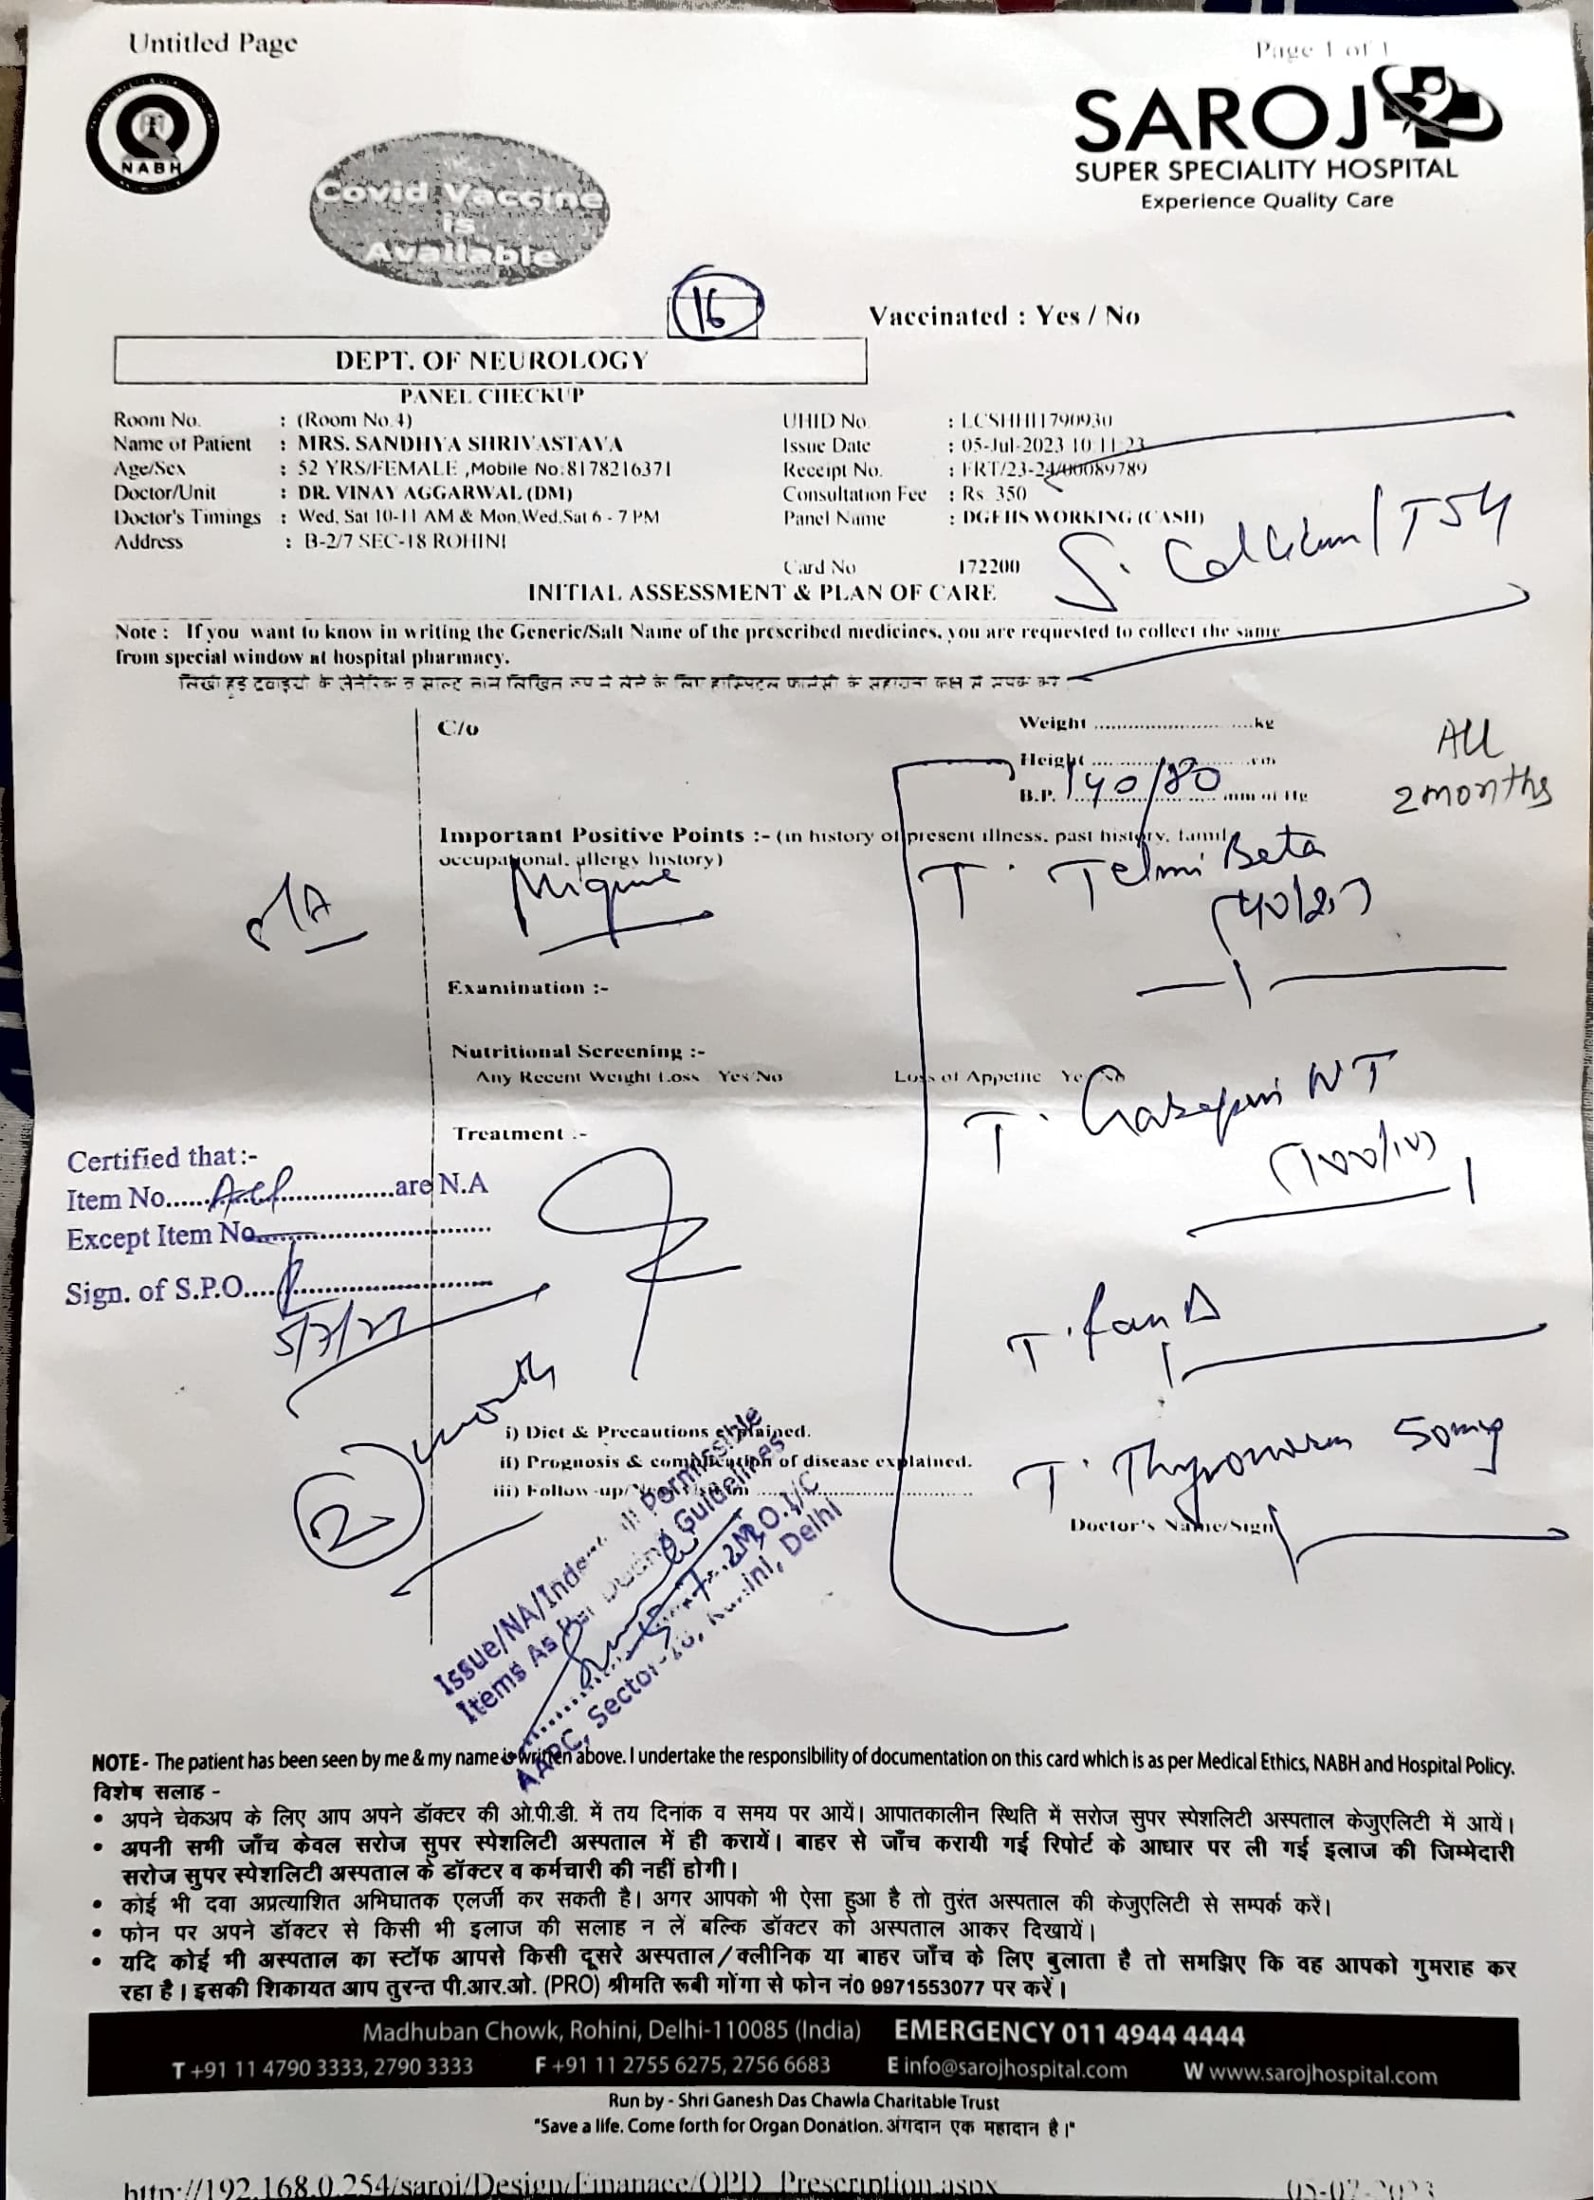 Untitled Page
Page 1 of 1
NABH
SAROJ
SUPER SPECIALITY HOSPITAL
Experience Quality Care
Covid Vaccine
is
Available
16
Vaccinated : Yes / No
DEPT. OF NEUROLOGY
PANEL CHECKUP
Room No. : (Room No.4)
UHID No. : LCSHHI1790930
Name of Patient : MRS. SANDHYA SHRIVASTAVA
Issue Date : 05-Jul-2023 10:11:23
Age/Sex : 52 YRS/FEMALE ,Mobile No:8178216371
Receipt No. : FRT/23-24/00089789
Doctor/Unit : DR. VINAY AGGARWAL (DM)
Consultation Fee : Rs 350
Doctor's Timings : Wed, Sat 10-11 AM & Mon,Wed,Sat 6 - 7 PM
Panel Name : DGEHS WORKING (CASH)
Address : B-2/7 SEC-18 ROHINI
Card No 172200
S. Calcium / TSH
INITIAL ASSESSMENT & PLAN OF CARE
Note : If you want to know in writing the Generic/Salt Name of the prescribed medicines, you are requested to collect the same
from special window at hospital pharmacy.
C/o
Weight ..........kg
Height ..........cm
B.P. 140/80 mm of Hg
All
2 months
Important Positive Points :- (in history of present illness, past history, family
occupational, allergy history)
T. Telmi Beta
(40/25)
Examination :-
Nutritional Screening :-
Any Recent Weight Loss Yes/No
Loss of Appetite Yes/No
T. NT
(100/10)
Treatment :-
Certified that:-
Item No......All..............are N.A
Except Item No..........
Sign. of S.P.O..........
5/7/23
T.
2 month
i) Diet & Precautions explained.
ii) Prognosis & complication of disease explained.
iii) Follow-up/
T. Thyronorm 50mg
Doctor's Name/Sign
Issue/NA/Indent all Permissible
Items As Per Guidelines
M.O.I/C
AAPC, Sector-18, Rohini, Delhi
NOTE - The patient has been seen by me & my name is written above. I undertake the responsibility of documentation on this card which is as per Medical Ethics, NABH and Hospital Policy.
विशेष सलाह -
• अपने चेकअप के लिए आप अपने डॉक्टर की ओ.पी.डी. में तय दिनांक व समय पर आयें। आपातकालीन स्थिति में सरोज सुपर स्पेशलिटी अस्पताल केजुएलिटी में आयें।
• अपनी सभी जाँच केवल सरोज सुपर स्पेशलिटी अस्पताल में ही करायें। बाहर से जाँच करायी गई रिपोर्ट के आधार पर ली गई इलाज की जिम्मेदारी
सरोज सुपर स्पेशलिटी अस्पताल के डॉक्टर व कर्मचारी की नहीं होगी।
• कोई भी दवा अप्रत्याशित अभिघातक एलर्जी कर सकती है। अगर आपको भी ऐसा हुआ है तो तुरंत अस्पताल की केजुएलिटी से सम्पर्क करें।
• फोन पर अपने डॉक्टर से किसी भी इलाज की सलाह न लें बल्कि डॉक्टर को अस्पताल आकर दिखायें।
• यदि कोई भी अस्पताल का स्टॉफ आपसे किसी दूसरे अस्पताल/क्लीनिक या बाहर जाँच के लिए बुलाता है तो समझिए कि वह आपको गुमराह कर
रहा है। इसकी शिकायत आप तुरन्त पी.आर.ओ. (PRO) श्रीमति रूबी मोंगा से फोन नं0 9971553077 पर करें।
Madhuban Chowk, Rohini, Delhi-110085 (India) EMERGENCY 011 4944 4444
T +91 11 4790 3333, 2790 3333 F +91 11 2755 6275, 2756 6683 E info@sarojhospital.com W www.sarojhospital.com
Run by - Shri Ganesh Das Chawla Charitable Trust
"Save a life. Come forth for Organ Donation. अंगदान एक महादान है।"
http://192.168.0.254/saroj/Design/Finanace/OPD_Prescription.aspx
05-07-2023